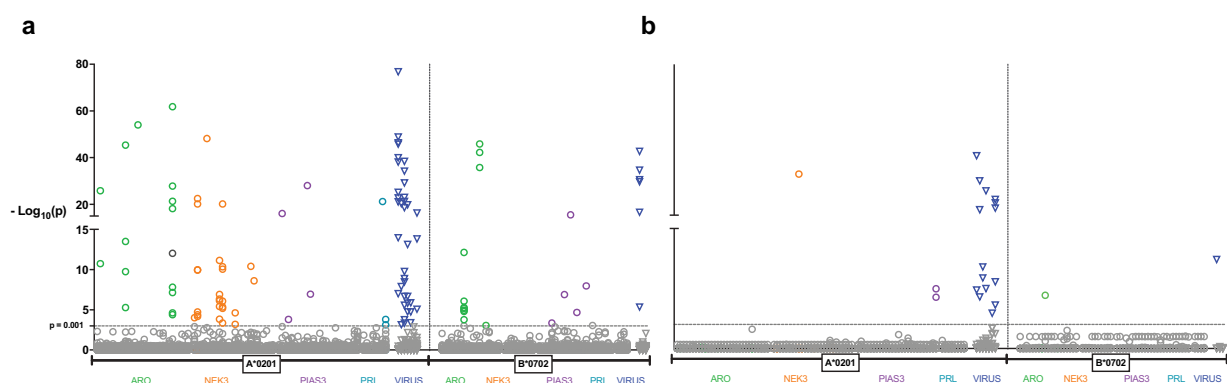 a
b
80
60
40
20
- Log10(p)
15
10
5
p = 0.001
0
A*0201
B*0702
A*0201
B*0702
ARO
NEK3
PIAS3
PRL
VIRUS
ARO
NEK3
PIAS3
PRL
VIRUS
ARO
NEK3
PIAS3
PRL
VIRUS
ARO
NEK3
PIAS3
PRL
VIRUS